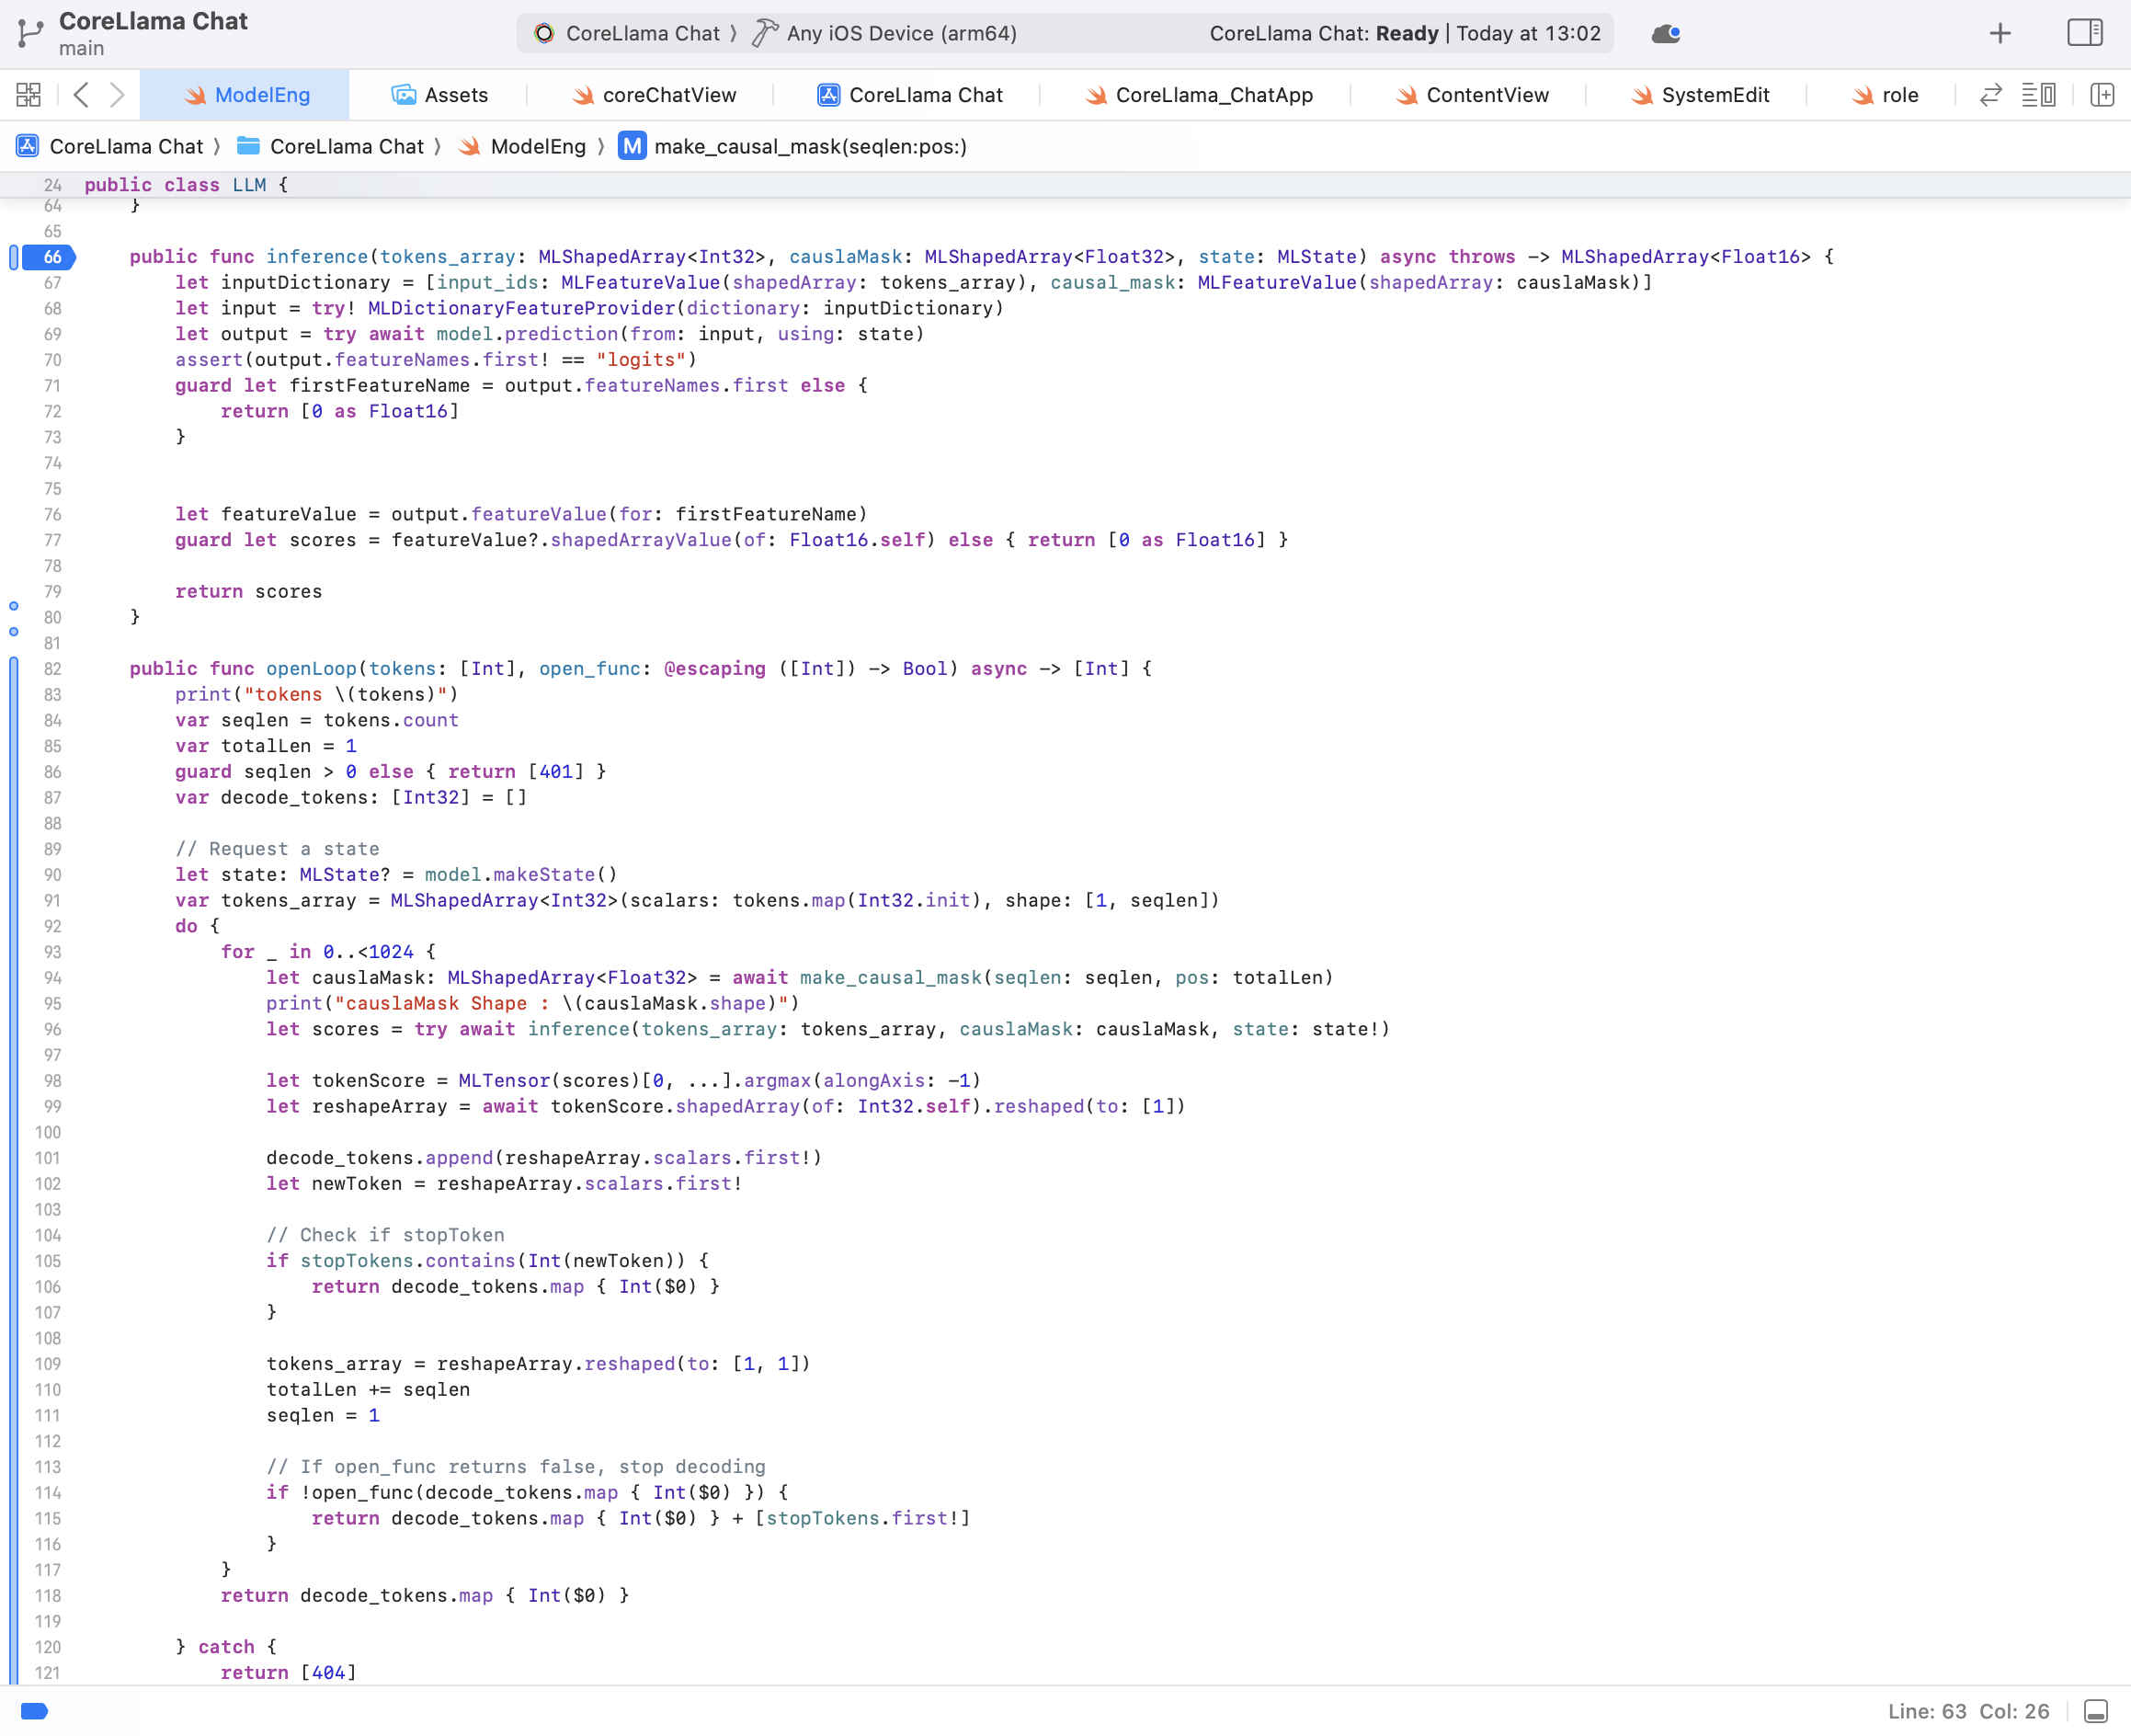 CoreLlama Chat
main
CoreLlama Chat 〉 Any iOS Device (arm64)
CoreLlama Chat: Ready | Today at 13:02
ModelEng
Assets
coreChatView
CoreLlama Chat
CoreLlama_ChatApp
ContentView
SystemEdit
role
CoreLlama Chat 〉 CoreLlama Chat 〉 ModelEng 〉 M make_causal_mask(seqlen:pos:)
24 public class LLM {
64     }
65
66     public func inference(tokens_array: MLShapedArray<Int32>, causlaMask: MLShapedArray<Float32>, state: MLState) async throws -> MLShapedArray<Float16> {
67         let inputDictionary = [input_ids: MLFeatureValue(shapedArray: tokens_array), causal_mask: MLFeatureValue(shapedArray: causlaMask)]
68         let input = try! MLDictionaryFeatureProvider(dictionary: inputDictionary)
69         let output = try await model.prediction(from: input, using: state)
70         assert(output.featureNames.first! == "logits")
71         guard let firstFeatureName = output.featureNames.first else {
72             return [0 as Float16]
73         }
74
75
76         let featureValue = output.featureValue(for: firstFeatureName)
77         guard let scores = featureValue?.shapedArrayValue(of: Float16.self) else { return [0 as Float16] }
78
79         return scores
80     }
81
82     public func openLoop(tokens: [Int], open_func: @escaping ([Int]) -> Bool) async -> [Int] {
83         print("tokens \(tokens)")
84         var seqlen = tokens.count
85         var totalLen = 1
86         guard seqlen > 0 else { return [401] }
87         var decode_tokens: [Int32] = []
88
89         // Request a state
90         let state: MLState? = model.makeState()
91         var tokens_array = MLShapedArray<Int32>(scalars: tokens.map(Int32.init), shape: [1, seqlen])
92         do {
93             for _ in 0..<1024 {
94                 let causlaMask: MLShapedArray<Float32> = await make_causal_mask(seqlen: seqlen, pos: totalLen)
95                 print("causlaMask Shape : \(causlaMask.shape)")
96                 let scores = try await inference(tokens_array: tokens_array, causlaMask: causlaMask, state: state!)
97
98                 let tokenScore = MLTensor(scores)[0, ...].argmax(alongAxis: -1)
99                 let reshapeArray = await tokenScore.shapedArray(of: Int32.self).reshaped(to: [1])
100
101                 decode_tokens.append(reshapeArray.scalars.first!)
102                 let newToken = reshapeArray.scalars.first!
103
104                 // Check if stopToken
105                 if stopTokens.contains(Int(newToken)) {
106                     return decode_tokens.map { Int($0) }
107                 }
108
109                 tokens_array = reshapeArray.reshaped(to: [1, 1])
110                 totalLen += seqlen
111                 seqlen = 1
112
113                 // If open_func returns false, stop decoding
114                 if !open_func(decode_tokens.map { Int($0) }) {
115                     return decode_tokens.map { Int($0) } + [stopTokens.first!]
116                 }
117             }
118             return decode_tokens.map { Int($0) }
119
120         } catch {
121             return [404]
Line: 63 Col: 26